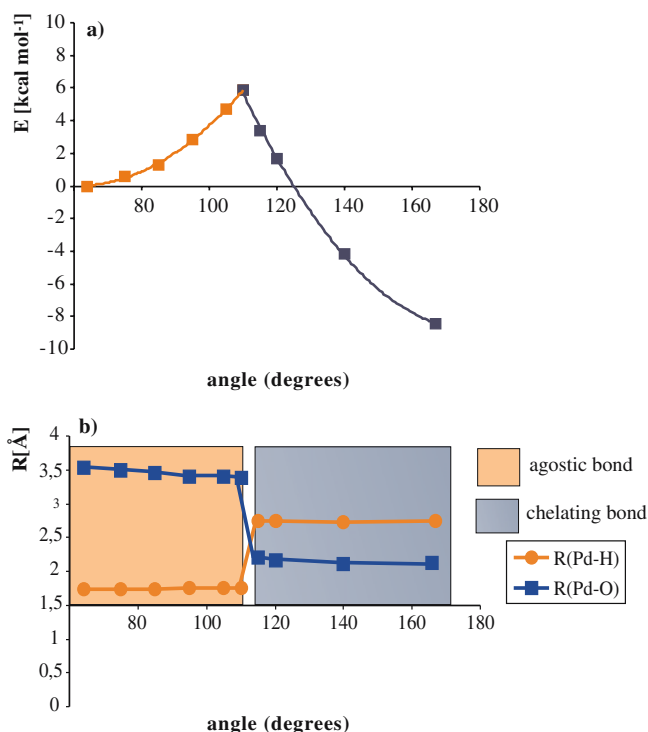 a)
E [kcal mol-1]
10
8
6
4
2
0
-2
-4
-6
-8
-10
80 100 120 140 160 180
angle (degrees)
b)
R[Å]
4
3,5
3
2,5
2
1,5
1
0,5
0
80 100 120 140 160 180
angle (degrees)
agostic bond
chelating bond
R(Pd-H)
R(Pd-O)